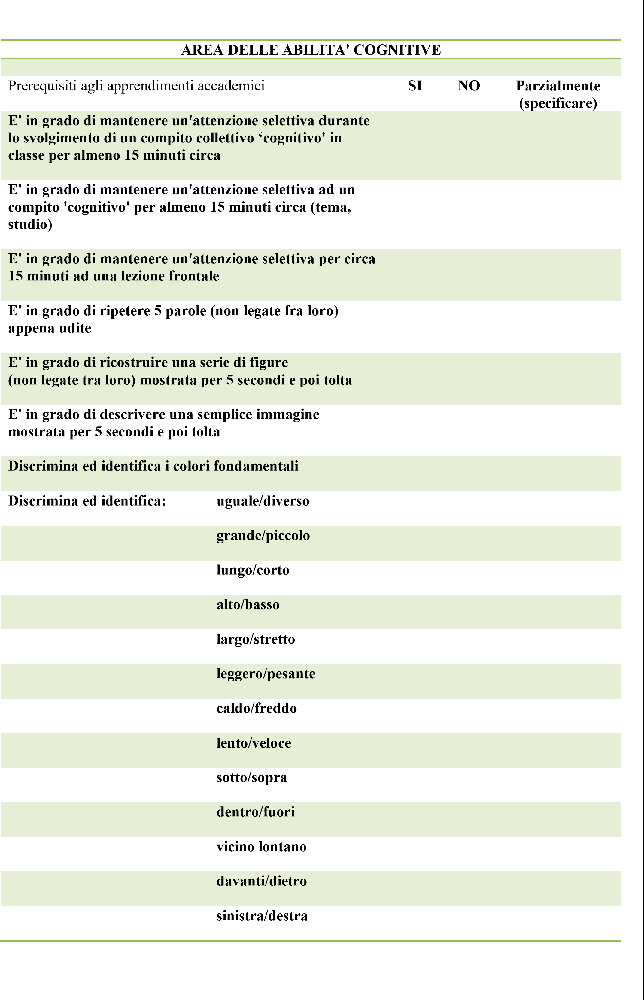 AREA DELLE ABILITA' COGNITIVE
Prerequisiti agli apprendimenti accademici SI NO Parzialmente
(specificare)
E' in grado di mantenere un'attenzione selettiva durante
lo svolgimento di un compito collettivo ‘cognitivo' in
classe per almeno 15 minuti circa
E' in grado di mantenere un'attenzione selettiva ad un
compito 'cognitivo' per almeno 15 minuti circa (tema,
studio)
E' in grado di mantenere un'attenzione selettiva per circa
15 minuti ad una lezione frontale
E' in grado di ripetere 5 parole (non legate fra loro)
appena udite
E' in grado di ricostruire una serie di figure
(non legate tra loro) mostrata per 5 secondi e poi tolta
E' in grado di descrivere una semplice immagine
mostrata per 5 secondi e poi tolta
Discrimina ed identifica i colori fondamentali
Discrimina ed identifica: uguale/diverso
grande/piccolo
lungo/corto
alto/basso
largo/stretto
leggero/pesante
caldo/freddo
lento/veloce
sotto/sopra
dentro/fuori
vicino lontano
davanti/dietro
sinistra/destra